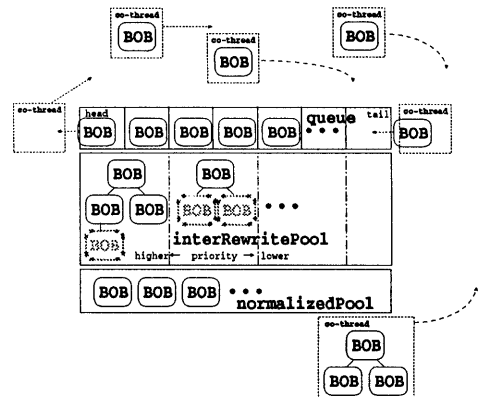 co-thread
BOB
co-thread
BOB
co-thread
BOB
co-thread
co-thread
BOB
head
queue
tail
BOB BOB BOB BOB BOB
BOB BOB
BOB BOB BOB BOB
BOB
interRewritePool
higher priority lower
BOB BOB BOB
normalizedPool
co-thread
BOB
BOB BOB